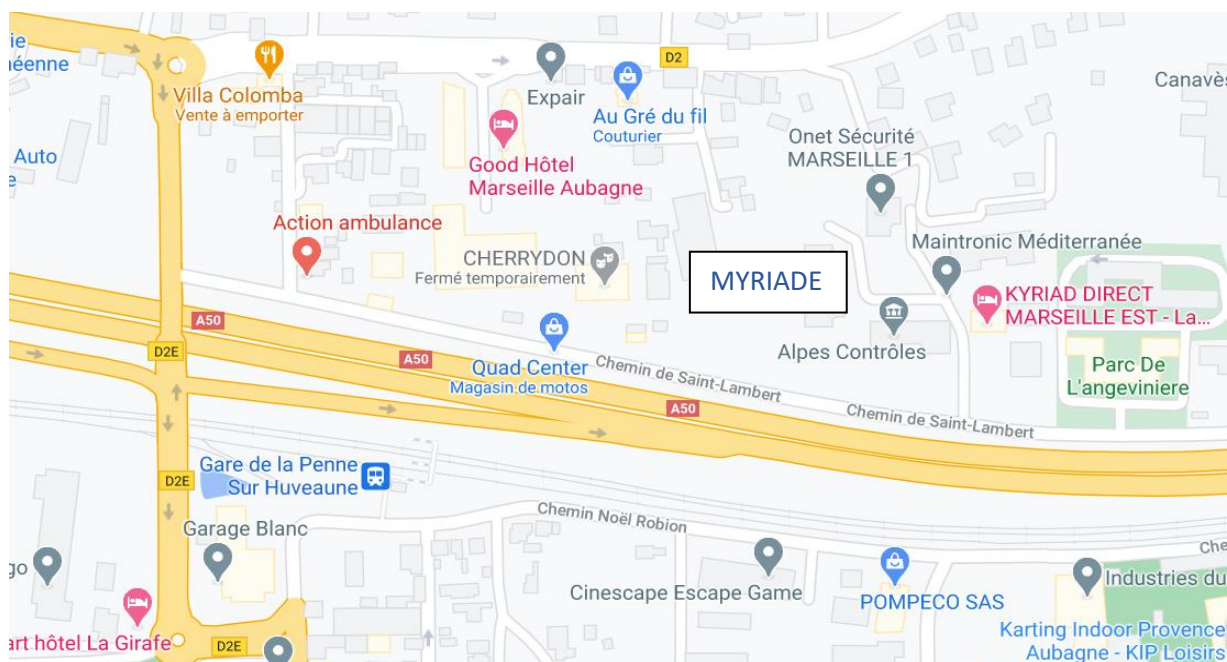 ie
néenne
Villa Colomba
Vente à emporter
D2
Expair
Au Gré du fil
Couturier
Canavès
Auto
e
Good Hôtel
Marseille Aubagne
Onet Sécurité
MARSEILLE 1
Action ambulance
CHERRYDON
Fermé temporairement
MYRIADE
Maintronic Méditerranée
KYRIAD DIRECT
MARSEILLE EST - La...
A50
D2E
A50
Quad Center
Magasin de motos
Chemin de Saint-Lambert
Alpes Contrôles
Parc De
L'angeviniere
A50
Chemin de Saint-Lambert
D2E
Gare de la Penne
Sur Huveaune
Garage Blanc
Chemin Noël Robion
Che
go
Cinescape Escape Game
POMPECO SAS
Industries du
art hôtel La Girafe
D2E
Karting Indoor Provence
Aubagne - KIP Loisirs